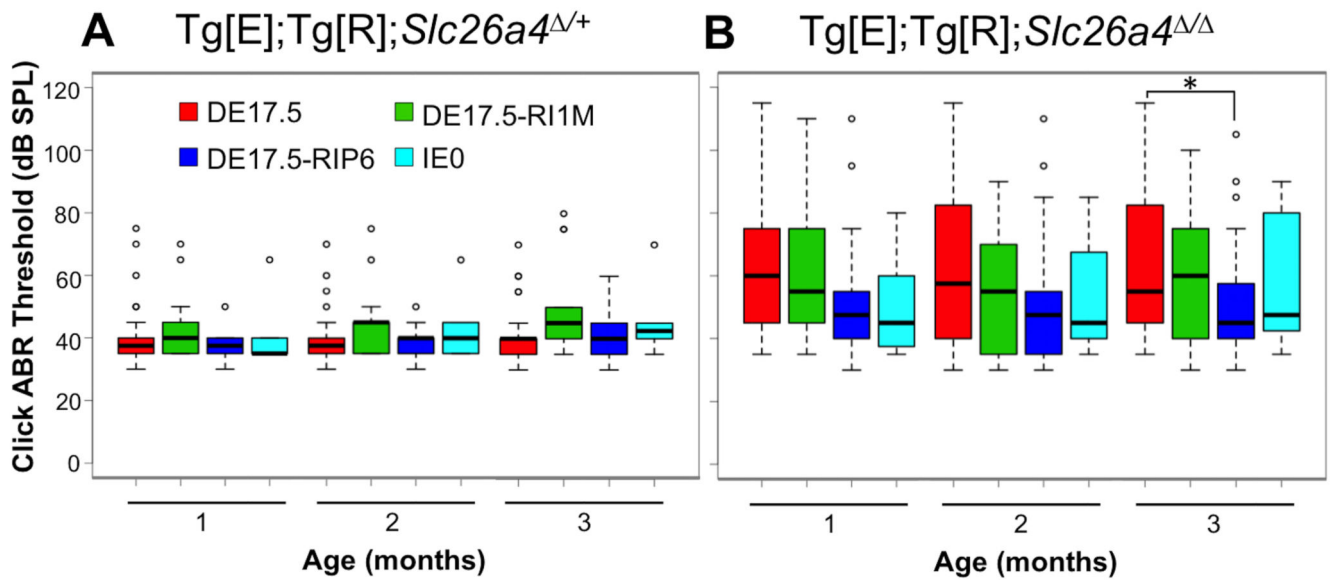 A Tg[E];Tg[R];Slc26a4Δ/+
B Tg[E];Tg[R];Slc26a4Δ/Δ
Click ABR Threshold (dB SPL)
120
100
80
60
40
20
0
DE17.5
DE17.5-RI1M
DE17.5-RIP6
IE0
*
1 2 3
Age (months)
1 2 3
Age (months)